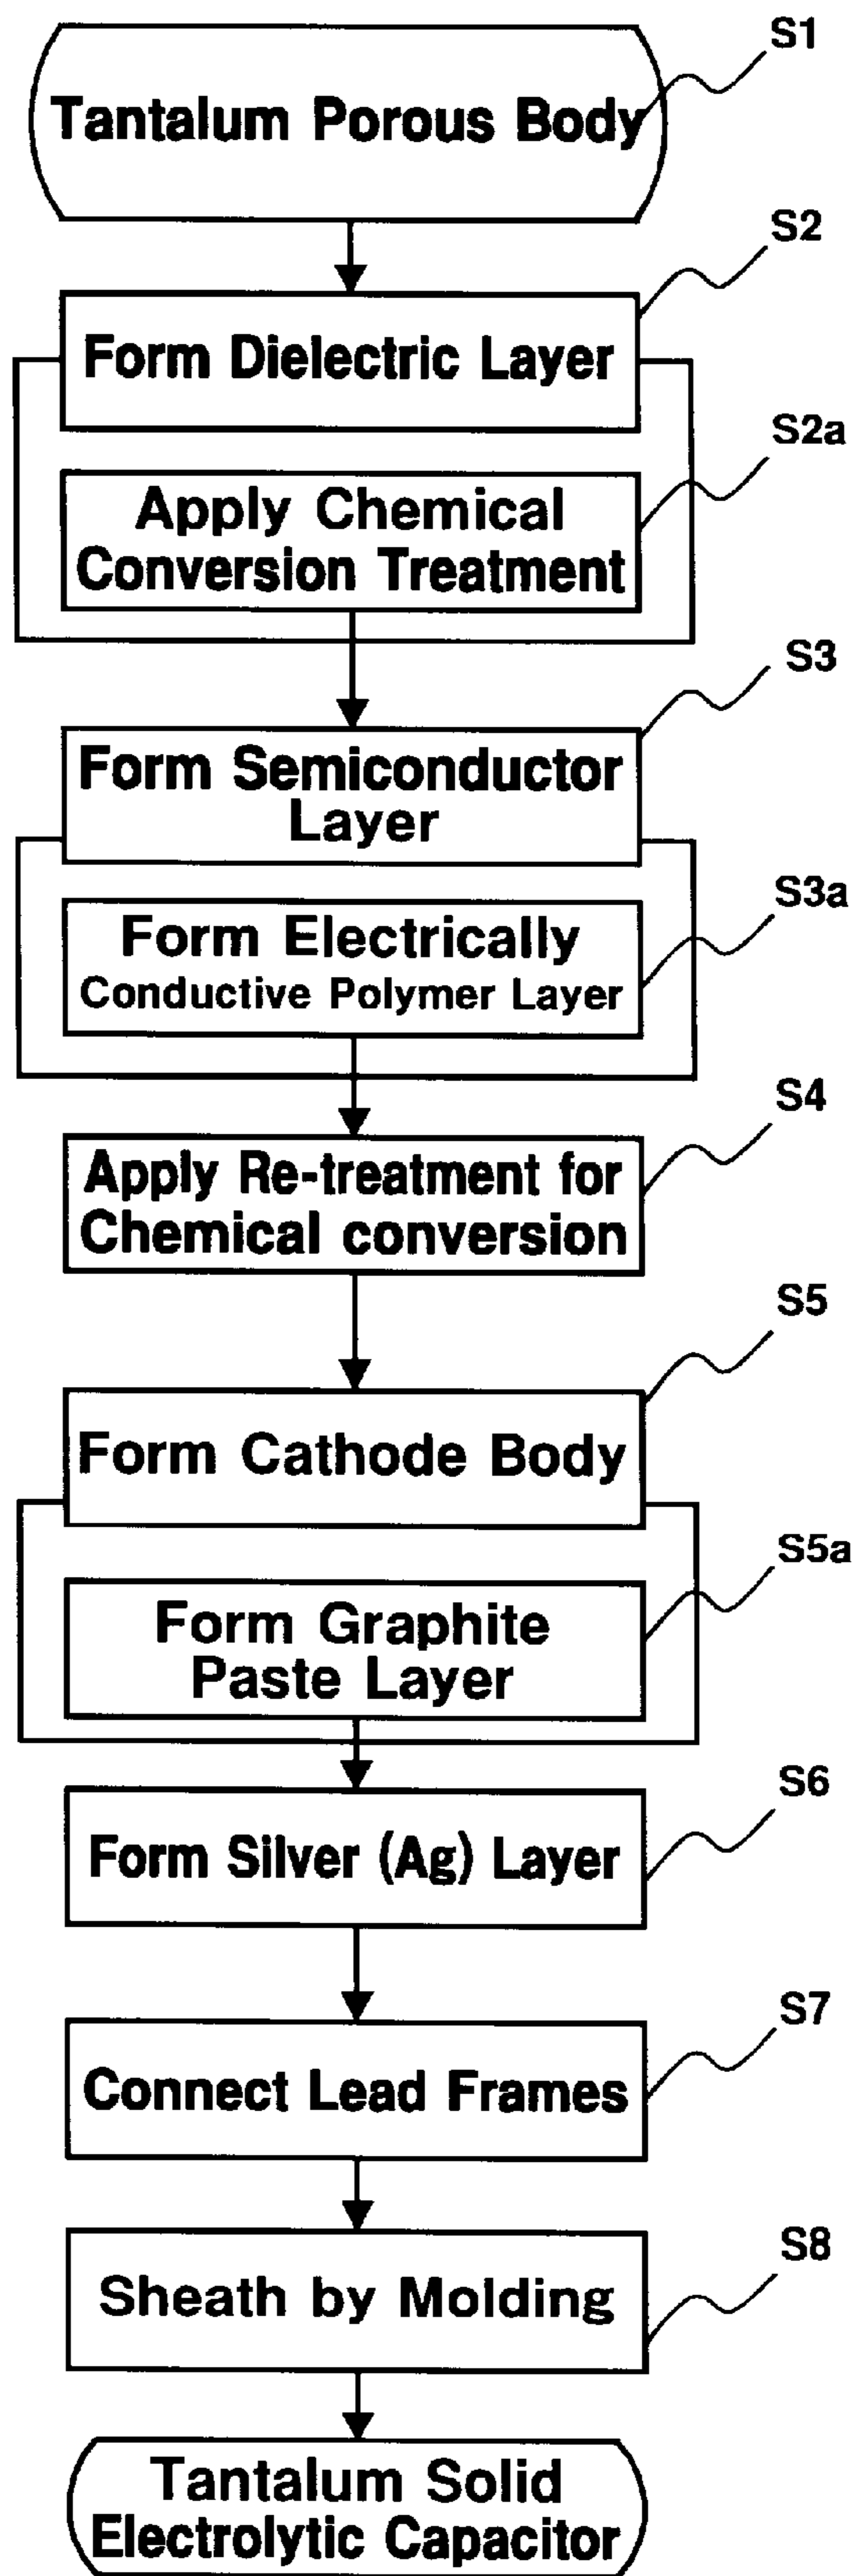 S1
Tantalum Porous Body
S2
Form Dielectric Layer
S2a
Apply Chemical
Conversion Treatment
S3
Form Semiconductor
Layer
S3a
Form Electrically
Conductive Polymer Layer
S4
Apply Re-treatment for
Chemical conversion
S5
Form Cathode Body
S5a
Form Graphite
Paste Layer
S6
Form Silver (Ag) Layer
S7
Connect Lead Frames
S8
Sheath by Molding
Tantalum Solid
Electrolytic Capacitor